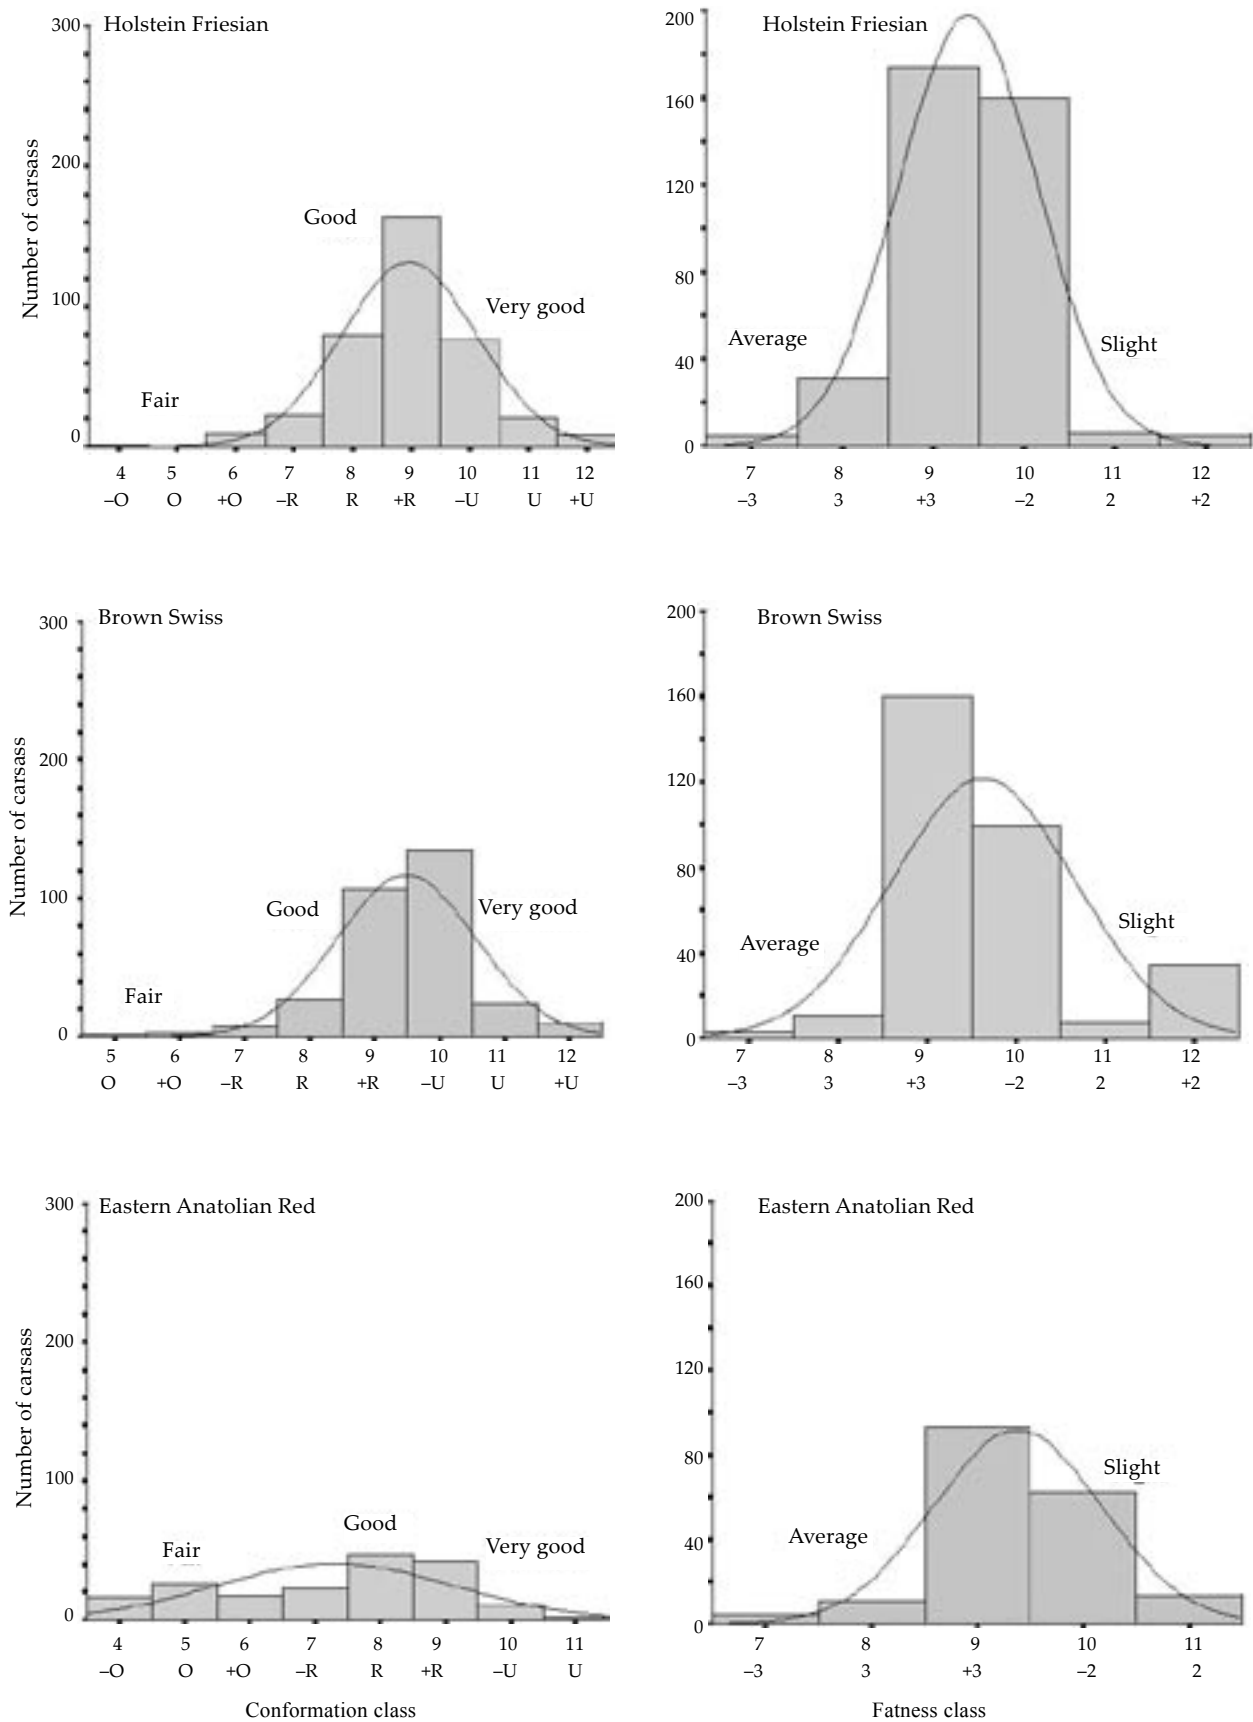 Holstein Friesian
300
200
100
0
Number of carsass
Good
Very good
Fair
4 5 6 7 8 9 10 11 12
–O O +O –R R +R –U U +U
Holstein Friesian
200
160
120
80
40
0
Average
Slight
7 8 9 10 11 12
–3 3 +3 –2 2 +2
Brown Swiss
300
200
100
0
Number of carsass
Good
Very good
Fair
5 6 7 8 9 10 11 12
O +O –R R +R –U U +U
Brown Swiss
200
160
120
80
40
0
Slight
Average
7 8 9 10 11 12
–3 3 +3 –2 2 +2
Eastern Anatolian Red
300
200
100
0
Number of carsass
Good
Fair
Very good
4 5 6 7 8 9 10 11
–O O +O –R R +R –U U
Conformation class
Eastern Anatolian Red
200
160
120
80
40
0
Slight
Average
7 8 9 10 11
–3 3 +3 –2 2
Fatness class